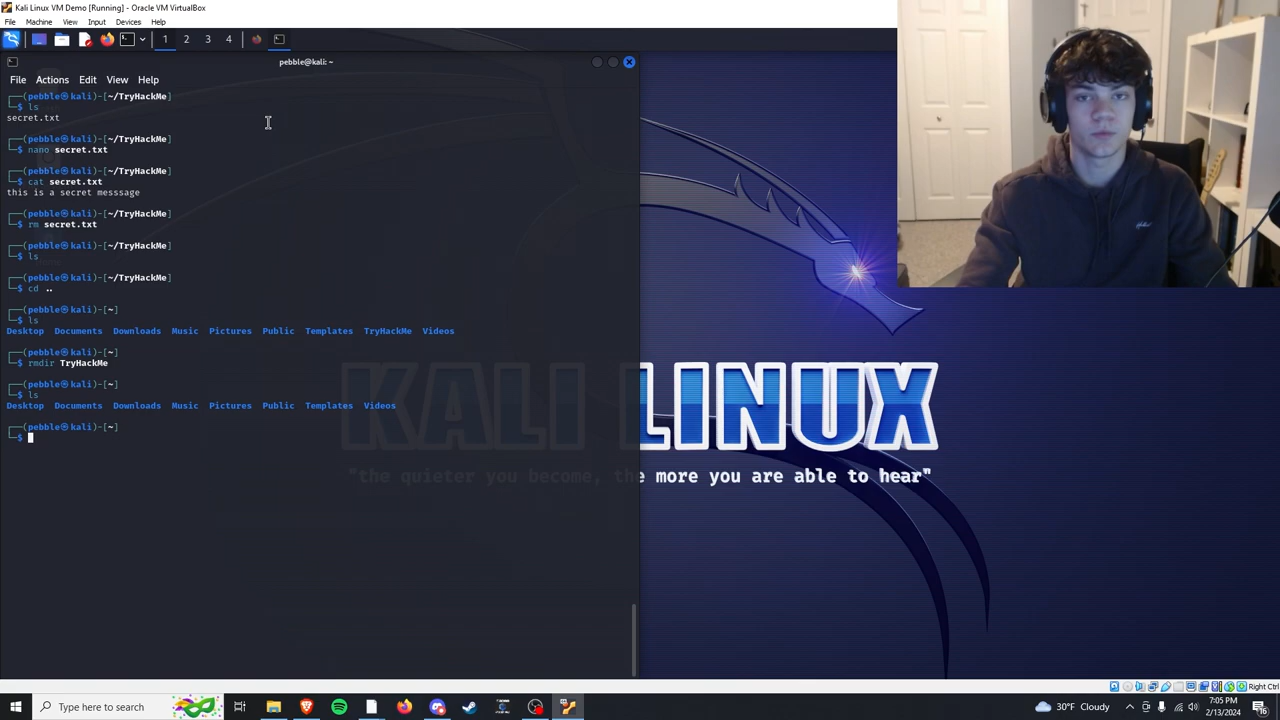 Kali Linux VM Demo [Running] - Oracle VM VirtualBox
File Machine View Input Devices Help
1 2 3 4
pebble@kali: ~
File Actions Edit View Help
┌──(pebble㉿kali)-[~/TryHackMe]
└─$ ls
secret.txt
┌──(pebble㉿kali)-[~/TryHackMe]
└─$ nano secret.txt
┌──(pebble㉿kali)-[~/TryHackMe]
└─$ cat secret.txt
this is a secret messsage
┌──(pebble㉿kali)-[~/TryHackMe]
└─$ rm secret.txt
┌──(pebble㉿kali)-[~/TryHackMe]
└─$ ls
┌──(pebble㉿kali)-[~/TryHackMe]
└─$ cd ..
┌──(pebble㉿kali)-[~]
└─$ ls
Desktop Documents Downloads Music Pictures Public Templates TryHackMe Videos
┌──(pebble㉿kali)-[~]
└─$ rmdir TryHackMe
┌──(pebble㉿kali)-[~]
└─$ ls
Desktop Documents Downloads Music Pictures Public Templates Videos
┌──(pebble㉿kali)-[~]
└─$
KALI LINUX
"the quieter you become, the more you are able to hear"
Right Ctrl
Type here to search
30°F Cloudy
7:05 PM
2/13/2024